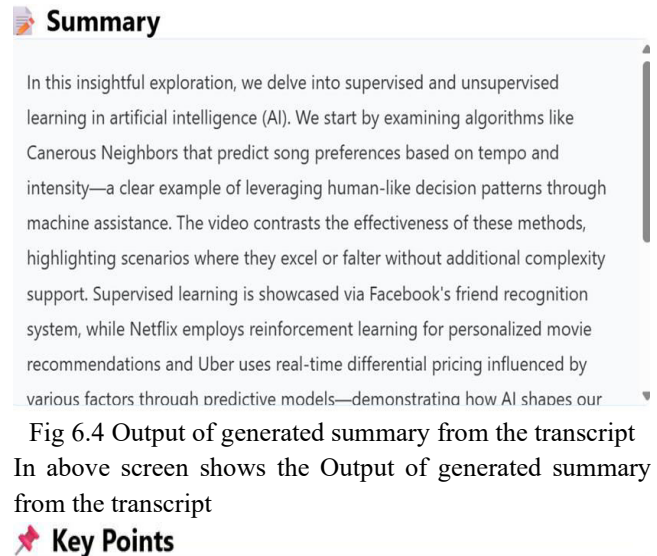 Summary
In this insightful exploration, we delve into supervised and unsupervised
learning in artificial intelligence (AI). We start by examining algorithms like
Canerous Neighbors that predict song preferences based on tempo and
intensity—a clear example of leveraging human-like decision patterns through
machine assistance. The video contrasts the effectiveness of these methods,
highlighting scenarios where they excel or falter without additional complexity
support. Supervised learning is showcased via Facebook's friend recognition
system, while Netflix employs reinforcement learning for personalized movie
recommendations and Uber uses real-time differential pricing influenced by
various factors through predictive models—demonstrating how AI shapes our
Fig 6.4 Output of generated summary from the transcript
In above screen shows the Output of generated summary
from the transcript
Key Points